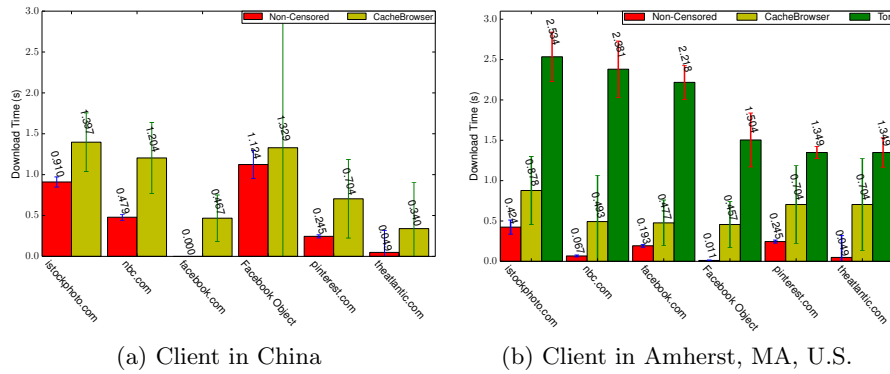 Non-Censored CacheBrowser
Download Time (s)
3.0
2.5
2.0
1.5
1.0
0.5
0.0
0.910
1.397
0.479
1.204
0.000
0.467
1.124
1.329
0.245
0.704
0.049
0.340
istockphoto.com
nbc.com
facebook.com
Facebook Object
pinterest.com
theatlantic.com
(a) Client in China
Non-Censored CacheBrowser Tor
Download Time (s)
3.0
2.5
2.0
1.5
1.0
0.5
0.0
0.424
0.878
2.534
0.067
0.493
0.193
0.477
2.218
0.011
0.457
1.504
0.245
0.704
1.349
0.049
0.704
1.349
istockphoto.com
nbc.com
facebook.com
Facebook Object
pinterest.com
theatlantic.com
(b) Client in Amherst, MA, U.S.